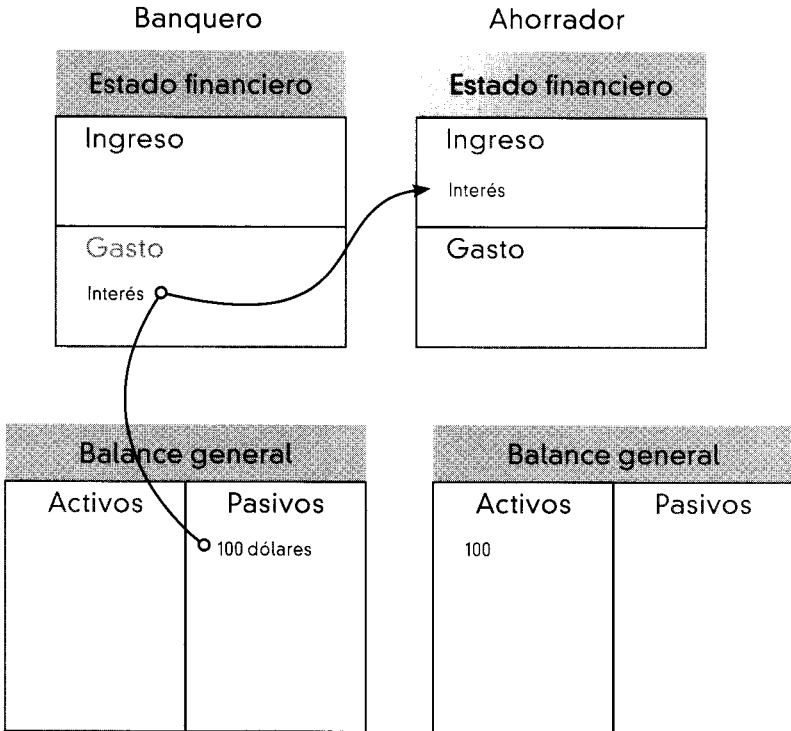 Banquero
Estado financiero
Ingreso
Gasto
Interés
Balance general
Activos
Pasivos
100 dólares
Ahorrador
Estado financiero
Ingreso
Interés
Gasto
Balance general
Activos
Pasivos
100